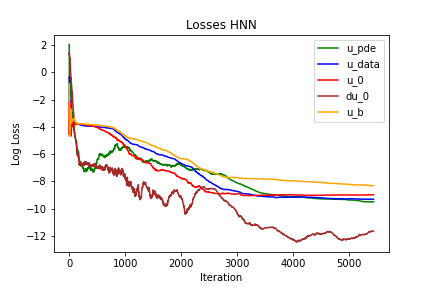 Losses HNN
2
0
−2
−4
−6
−8
−10
−12
Log Loss
u_pde
u_data
u_0
du_0
u_b
0
1000
2000
3000
4000
5000
Iteration